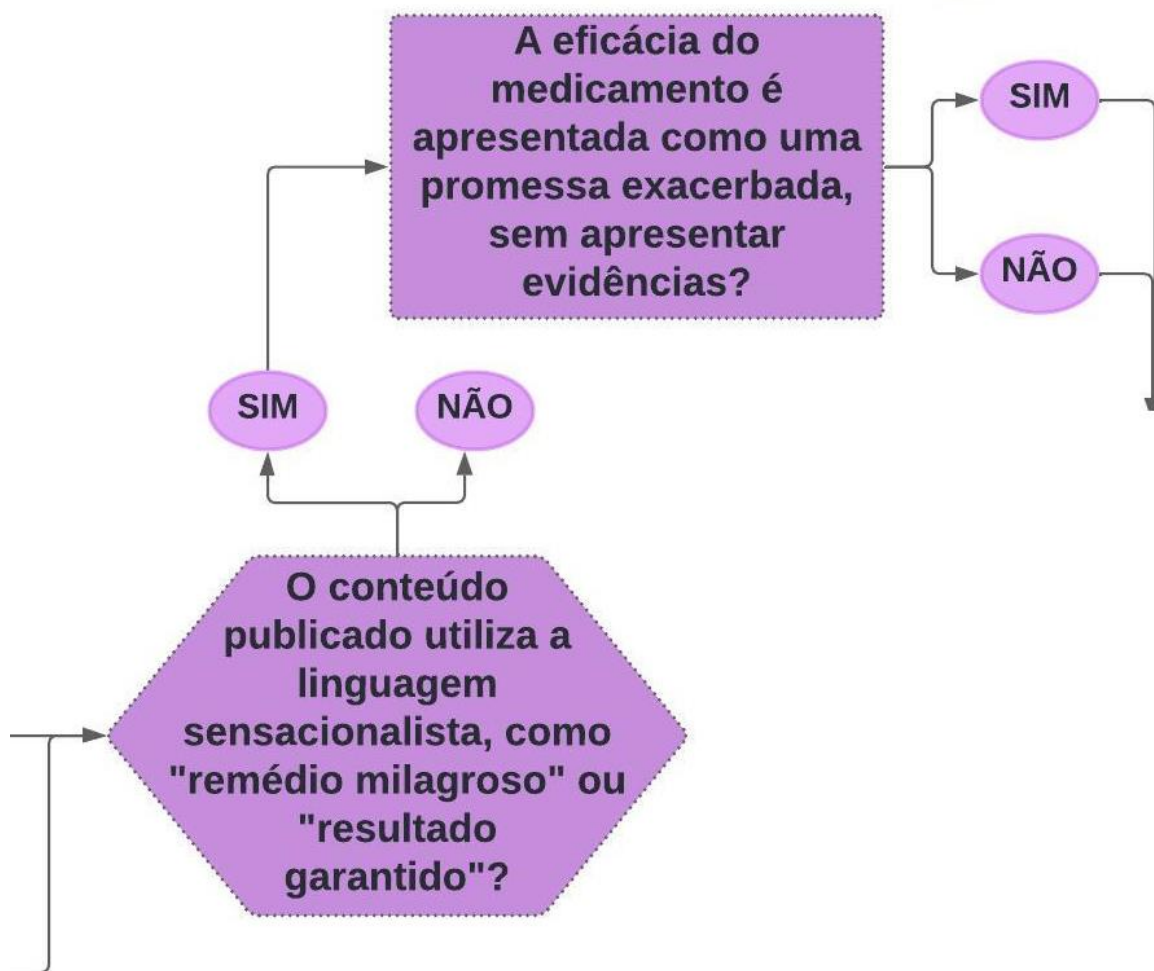 A eficácia do
medicamento é
apresentada como uma
promessa exacerbada,
sem apresentar
evidências?
SIM
NÃO
SIM
NÃO
O conteúdo
publicado utiliza a
linguagem
sensacionalista, como
"remédio milagroso" ou
"resultado
garantido"?